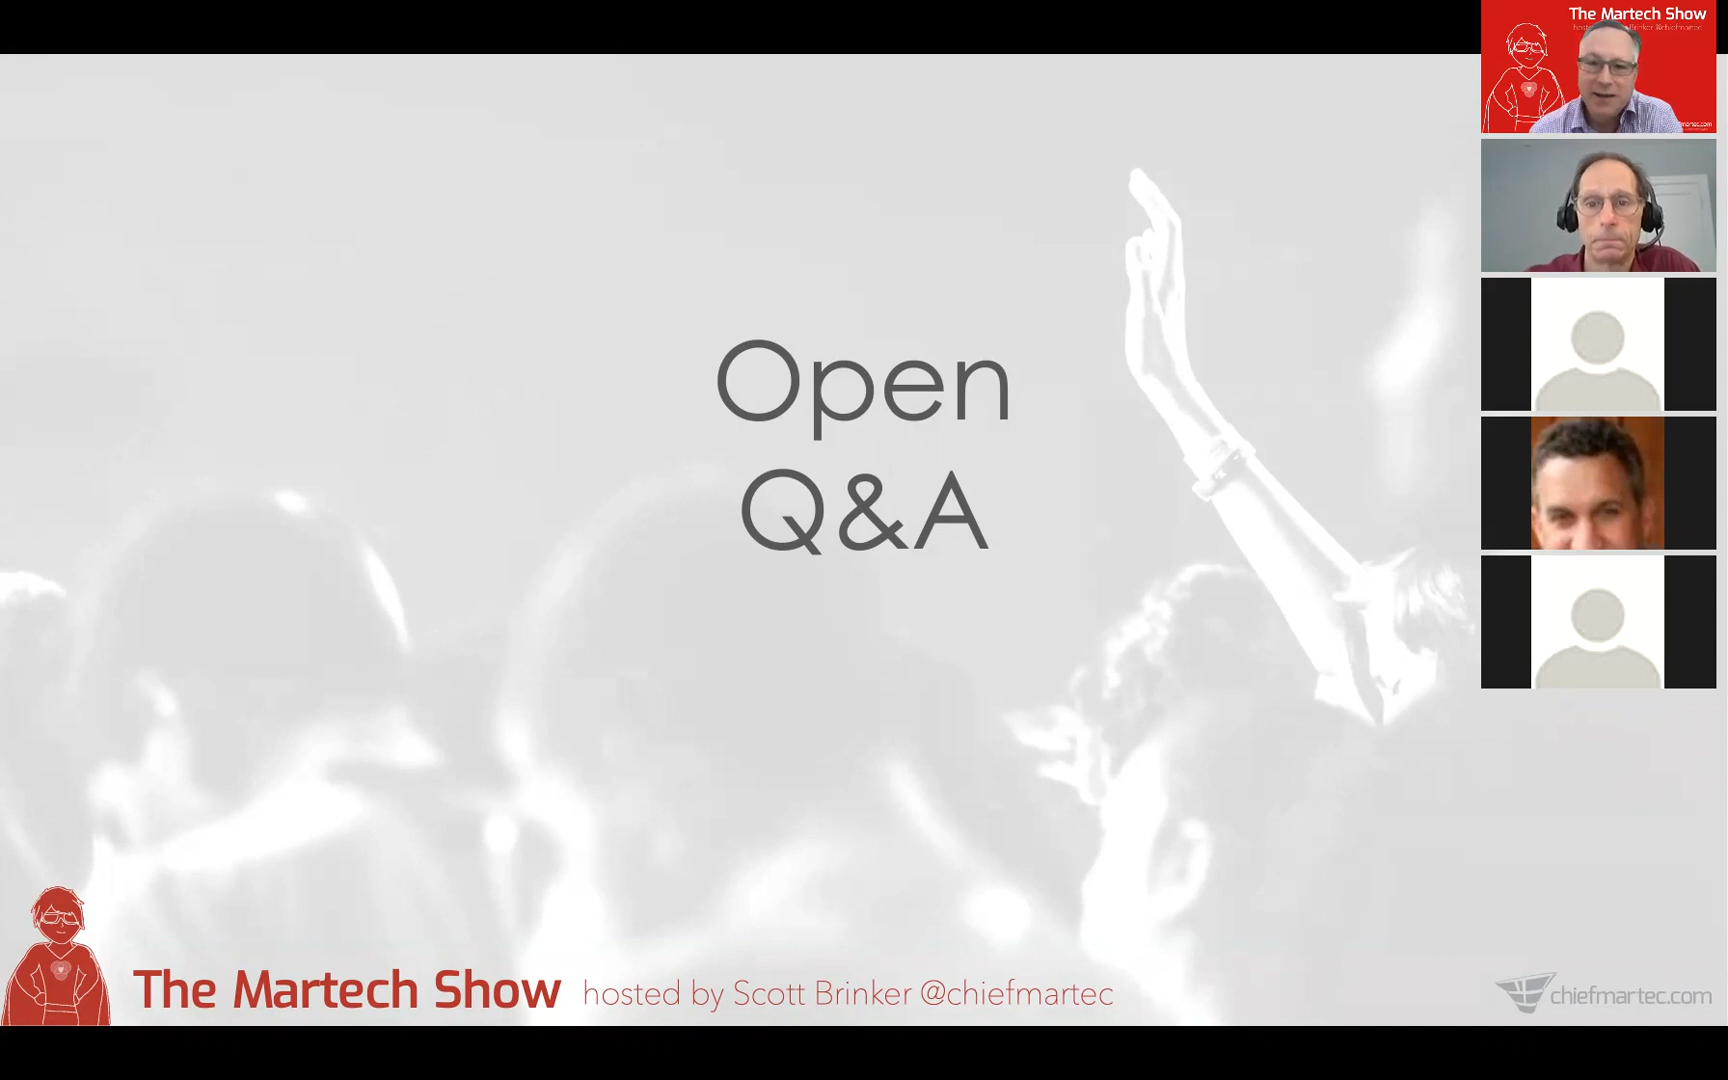 The Martech Show
Open
Q&A
The Martech Show hosted by Scott Brinker @chiefmartec
chiefmartec.com